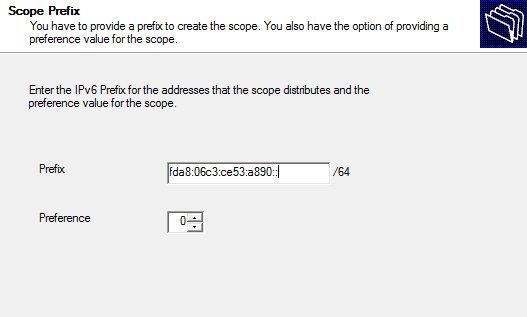 Scope Prefix
You have to provide a prefix to create the scope. You also have the option of providing a
preference value for the scope.
Enter the IPv6 Prefix for the addresses that the scope distributes and the
preference value for the scope.
Prefix fda8:06c3:ce53:a890:: /64
Preference 0